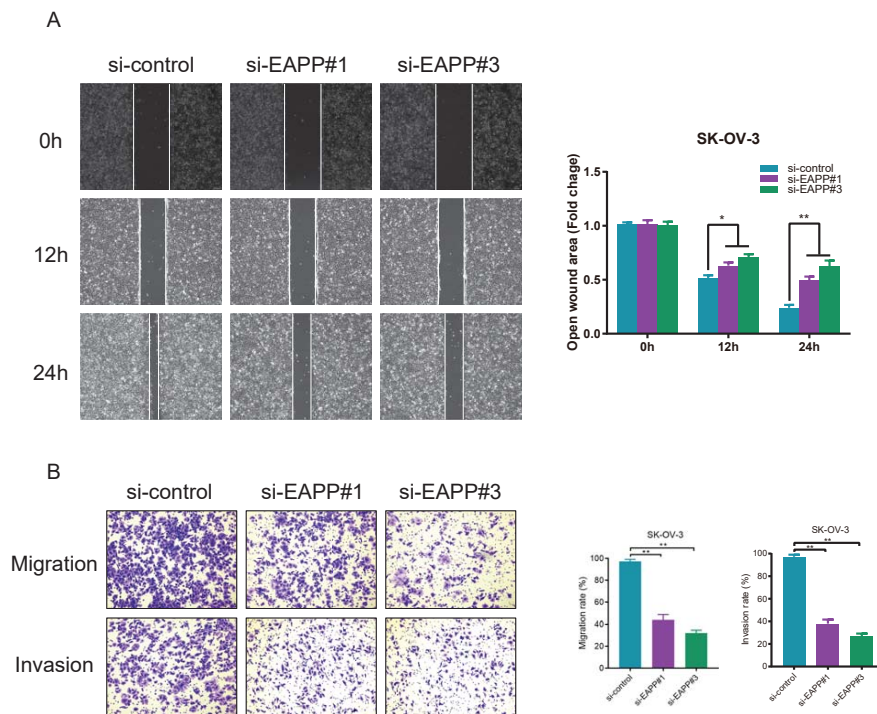 A
si-control si-EAPP#1 si-EAPP#3
0h
12h
24h
SK-OV-3
si-control
si-EAPP#1
si-EAPP#3
Open wound area (Fold chage)
1.5
1.0
0.5
0.0
*
**
0h 12h 24h
B
si-control si-EAPP#1 si-EAPP#3
Migration
Invasion
SK-OV-3
Migration rate (%)
100
80
60
40
20
0
**
**
si-control si-EAPP#1 si-EAPP#3
SK-OV-3
Invasion rate (%)
100
80
60
40
20
0
**
**
si-control si-EAPP#1 si-EAPP#3